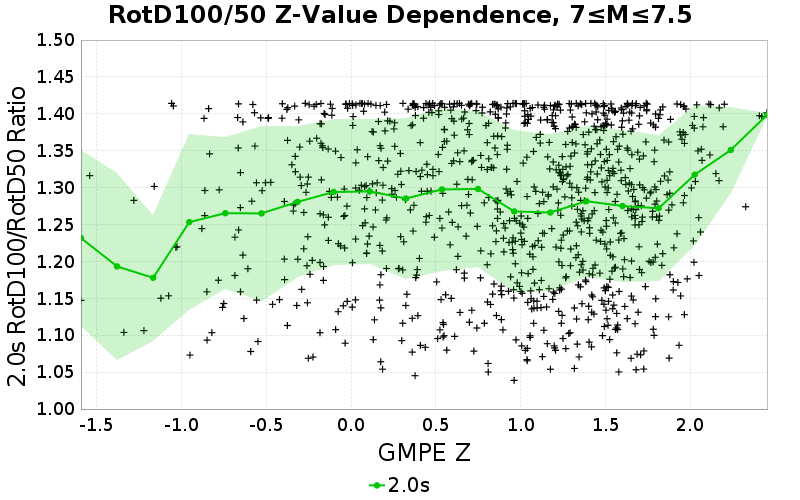 RotD100/50 Z-Value Dependence, 7≤M≤7.5
1.50
1.45
1.40
1.35
1.30
1.25
1.20
1.15
1.10
1.05
1.00
2.0s RotD100/RotD50 Ratio
-1.5 -1.0 -0.5 0.0 0.5 1.0 1.5 2.0
GMPE Z
2.0s